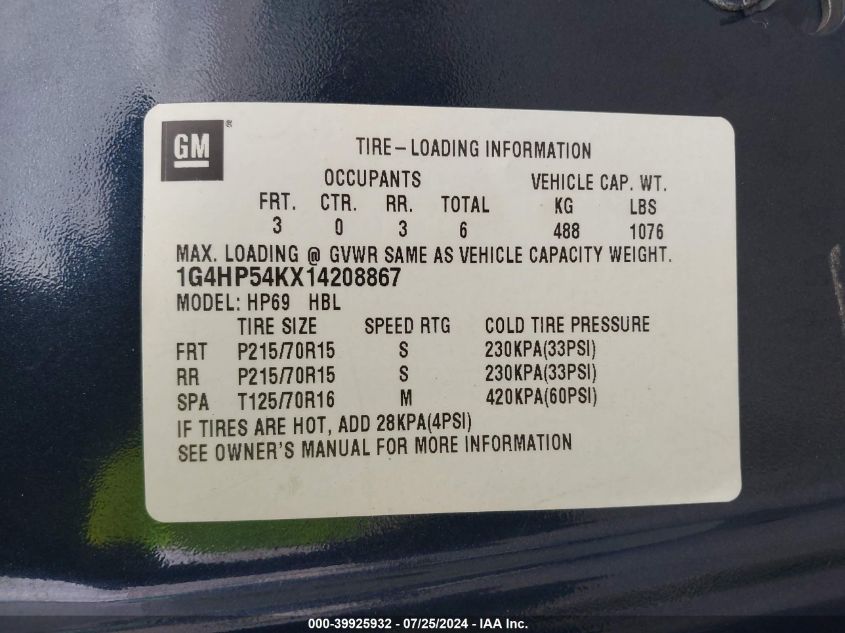 GM®
TIRE-LOADING INFORMATION
OCCUPANTS VEHICLE CAP. WT.
FRT. CTR. RR. TOTAL KG LBS
3 0 3 6 488 1076
MAX. LOADING @ GVWR SAME AS VEHICLE CAPACITY WEIGHT.
1G4HP54KX14208867
MODEL: HP69 HBL
TIRE SIZE SPEED RTG COLD TIRE PRESSURE
FRT P215/70R15 S 230KPA(33PSI)
RR P215/70R15 S 230KPA(33PSI)
SPA T125/70R16 M 420KPA(60PSI)
IF TIRES ARE HOT, ADD 28KPA(4PSI)
SEE OWNER'S MANUAL FOR MORE INFORMATION
000-39925932 - 07/25/2024 - IAA Inc.